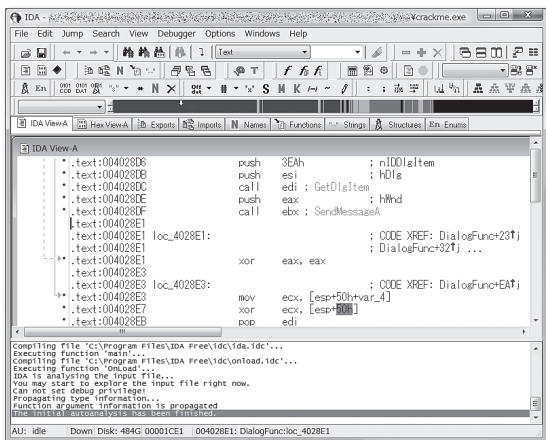 IDA - ¥crackme.exe
File Edit Jump Search View Debugger Options Windows Help
Text
En
IDA View-A Hex View-A Exports Imports N Names Functions "..." Strings Structures En Enums
IDA View-A
.text:004028D6 push 3EAh ; nIDDlgItem
.text:004028DB push esi ; hDlg
.text:004028DC call edi ; GetDlgItem
.text:004028DE push eax ; hWnd
.text:004028DF call ebx ; SendMessageA
.text:004028E1
.text:004028E1 loc_4028E1: ; CODE XREF: DialogFunc+23↑j
.text:004028E1 ; DialogFunc+32↑j ...
.text:004028E1 xor eax, eax
.text:004028E3
.text:004028E3 loc_4028E3: ; CODE XREF: DialogFunc+EA↑j
.text:004028E3 mov ecx, [esp+50h+var_4]
.text:004028E7 xor ecx, [esp+50h]
.text:004028EB pop edi
Compiling file 'C:\Program Files\IDA Free\idc\ida.idc'...
Executing function 'main'...
Compiling file 'C:\Program Files\IDA Free\idc\onload.idc'...
Executing function 'OnLoad'...
IDA is analysing the input file...
You may start to explore the input file right now.
Can not set debug privilege!
Propagating type information...
Function argument information is propagated
The initial autoanalysis has been finished.
AU: idle Down Disk: 484G 00001CE1 004028E1: DialogFunc:loc_4028E1